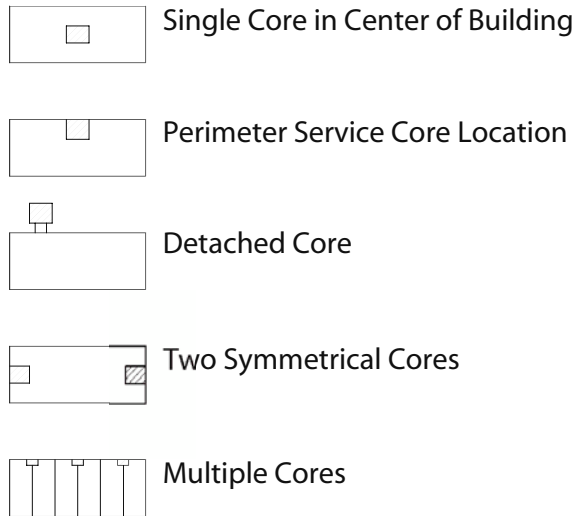 Single Core in Center of Building
Perimeter Service Core Location
Detached Core
Two Symmetrical Cores
Multiple Cores